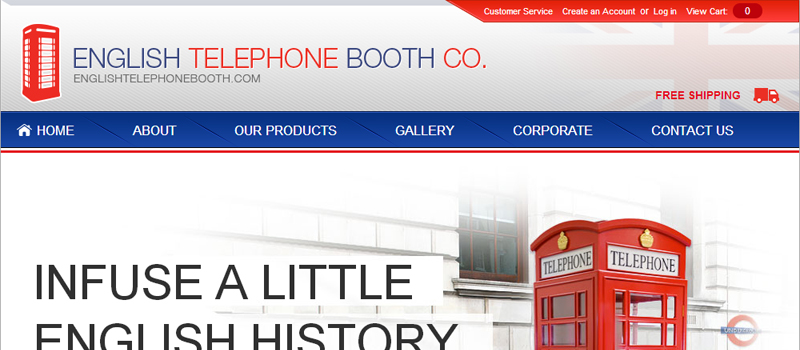 Customer Service Create an Account or Log in View Cart: 0
ENGLISH TELEPHONE BOOTH CO.
ENGLISHTELEPHONEBOOTH.COM
FREE SHIPPING
HOME ABOUT OUR PRODUCTS GALLERY CORPORATE CONTACT US
INFUSE A LITTLE
ENGLISH HISTORY
TELEPHONE TELEPHONE